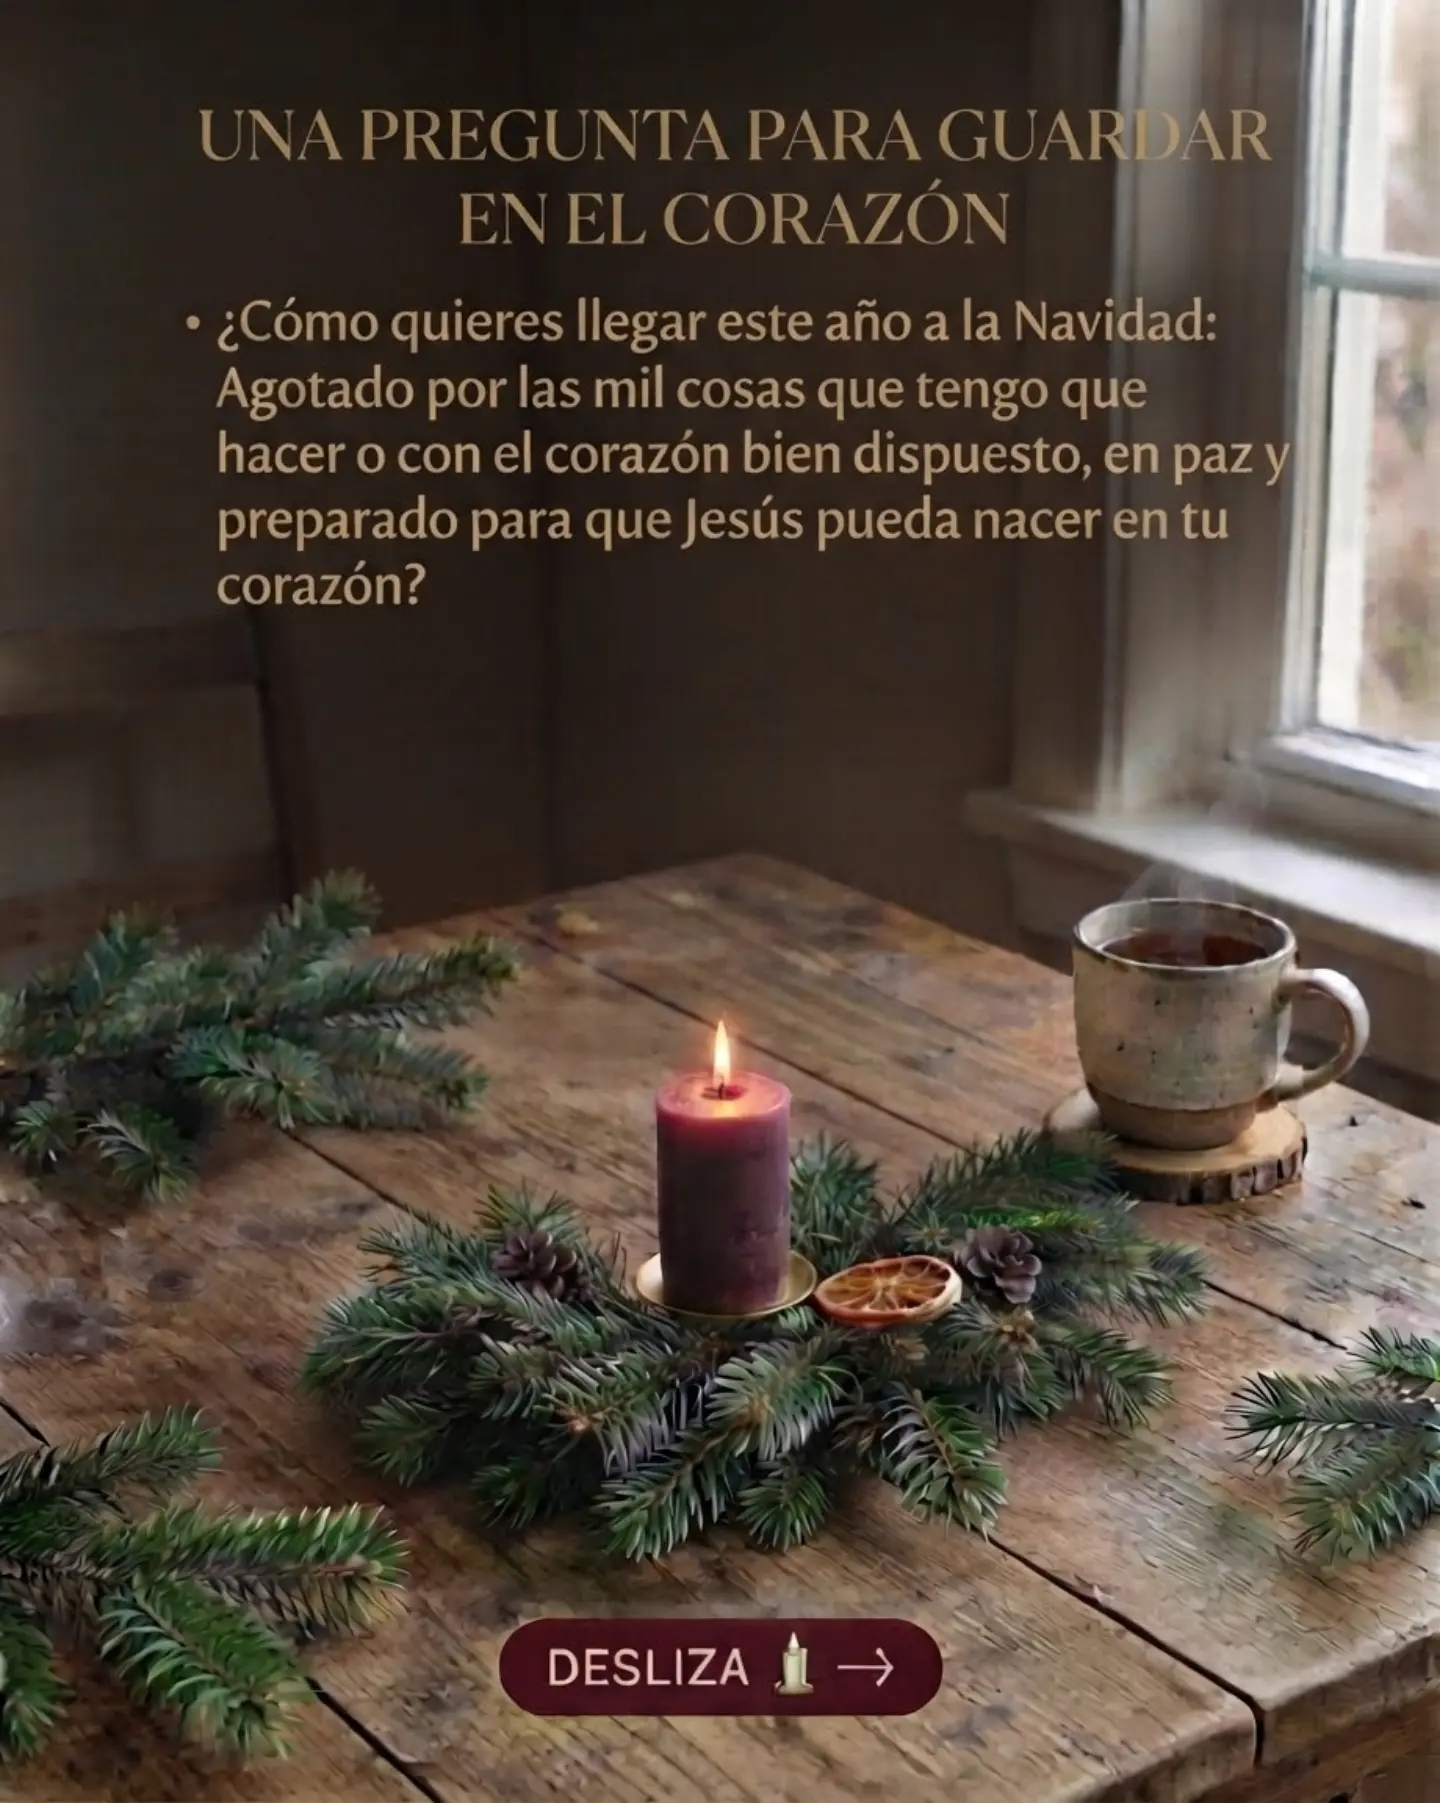 UNA PREGUNTA PARA GUARDAR
EN EL CORAZÓN
• ¿Cómo quieres llegar este año a la Navidad:
Agotado por las mil cosas que tengo que
hacer o con el corazón bien dispuesto, en paz y
preparado para que Jesús pueda nacer en tu
corazón?
DESLIZA 🕯️ →